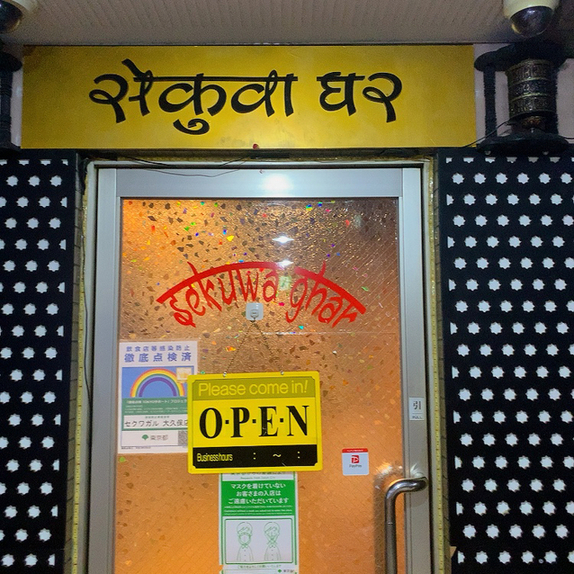 सेकुवा घर
sekuwa ghar
飲食店等感染防止
徹底点検済
セクワガル 大久保店
東京都
Please come in!
O·P·E·N
Business hours : ~ :
引
PayPay
マスクを着けていない
お客さまの入店は
ご遠慮いただいています